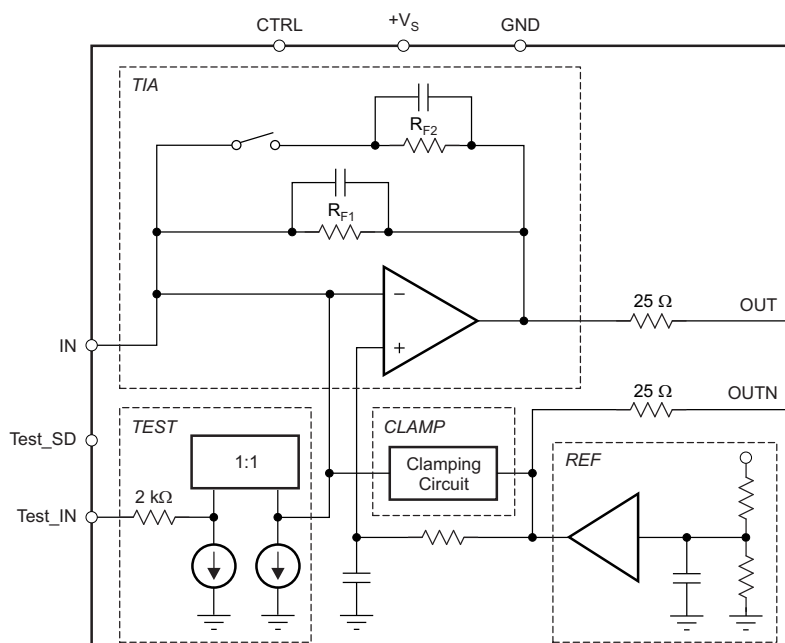 CTRL
+VS
GND
TIA
RF2
RF1
−
+
25 Ω
OUT
IN
25 Ω
OUTN
Test_SD
TEST
1:1
CLAMP
Clamping
Circuit
REF
2 kΩ
Test_IN